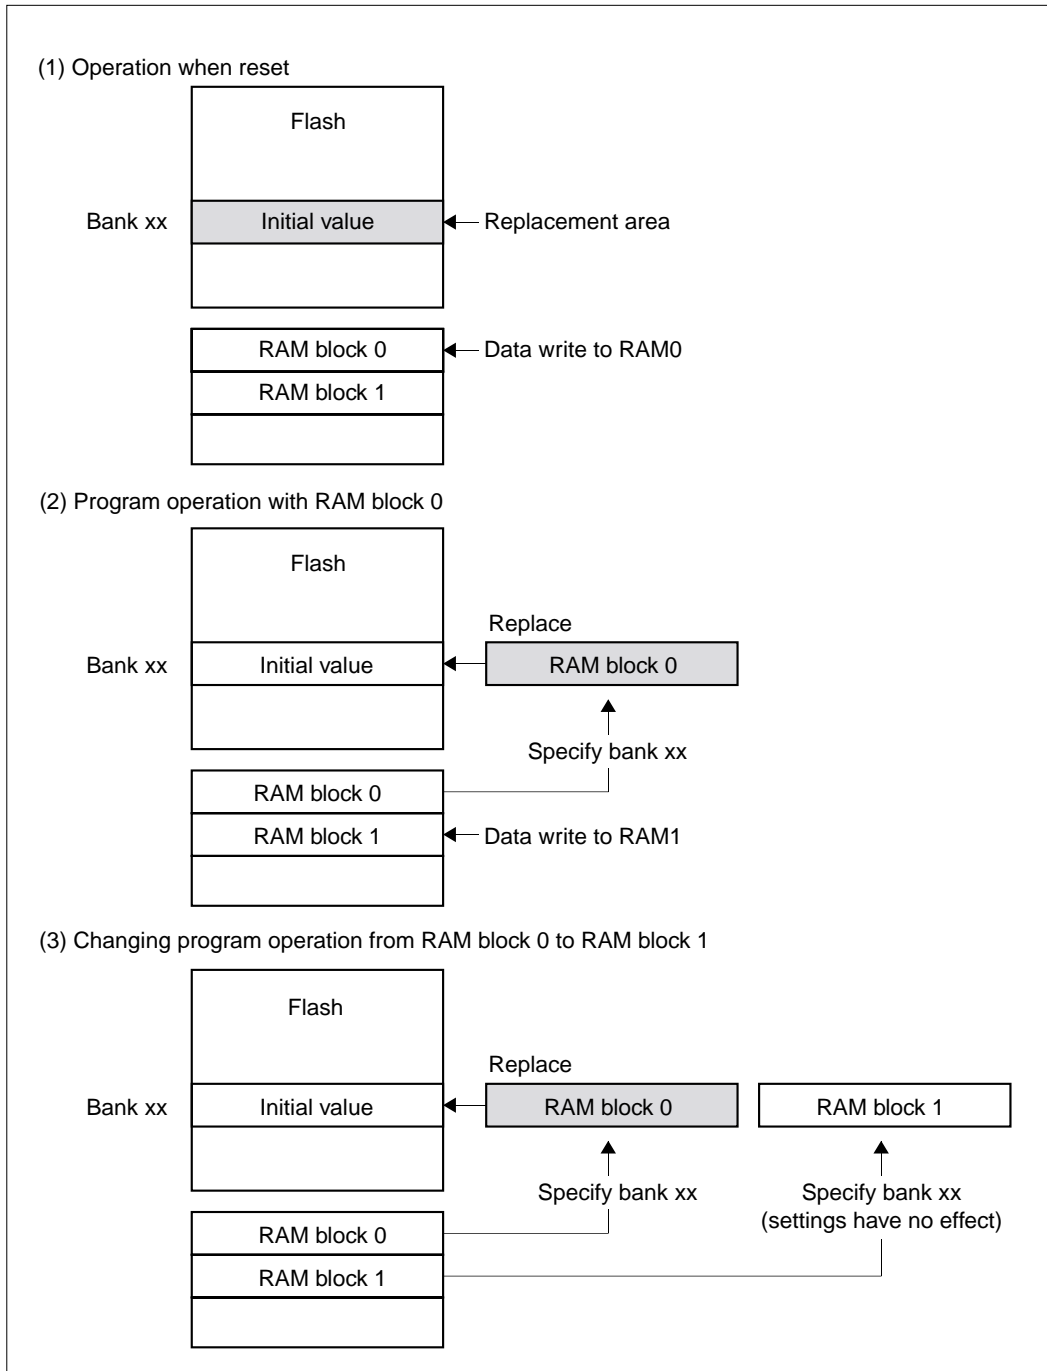 (1) Operation when reset
Flash
Bank xx
Initial value
Replacement area
RAM block 0
Data write to RAM0
RAM block 1
(2) Program operation with RAM block 0
Flash
Replace
Bank xx
Initial value
RAM block 0
Specify bank xx
RAM block 0
RAM block 1
Data write to RAM1
(3) Changing program operation from RAM block 0 to RAM block 1
Flash
Replace
Bank xx
Initial value
RAM block 0
RAM block 1
Specify bank xx
Specify bank xx
(settings have no effect)
RAM block 0
RAM block 1